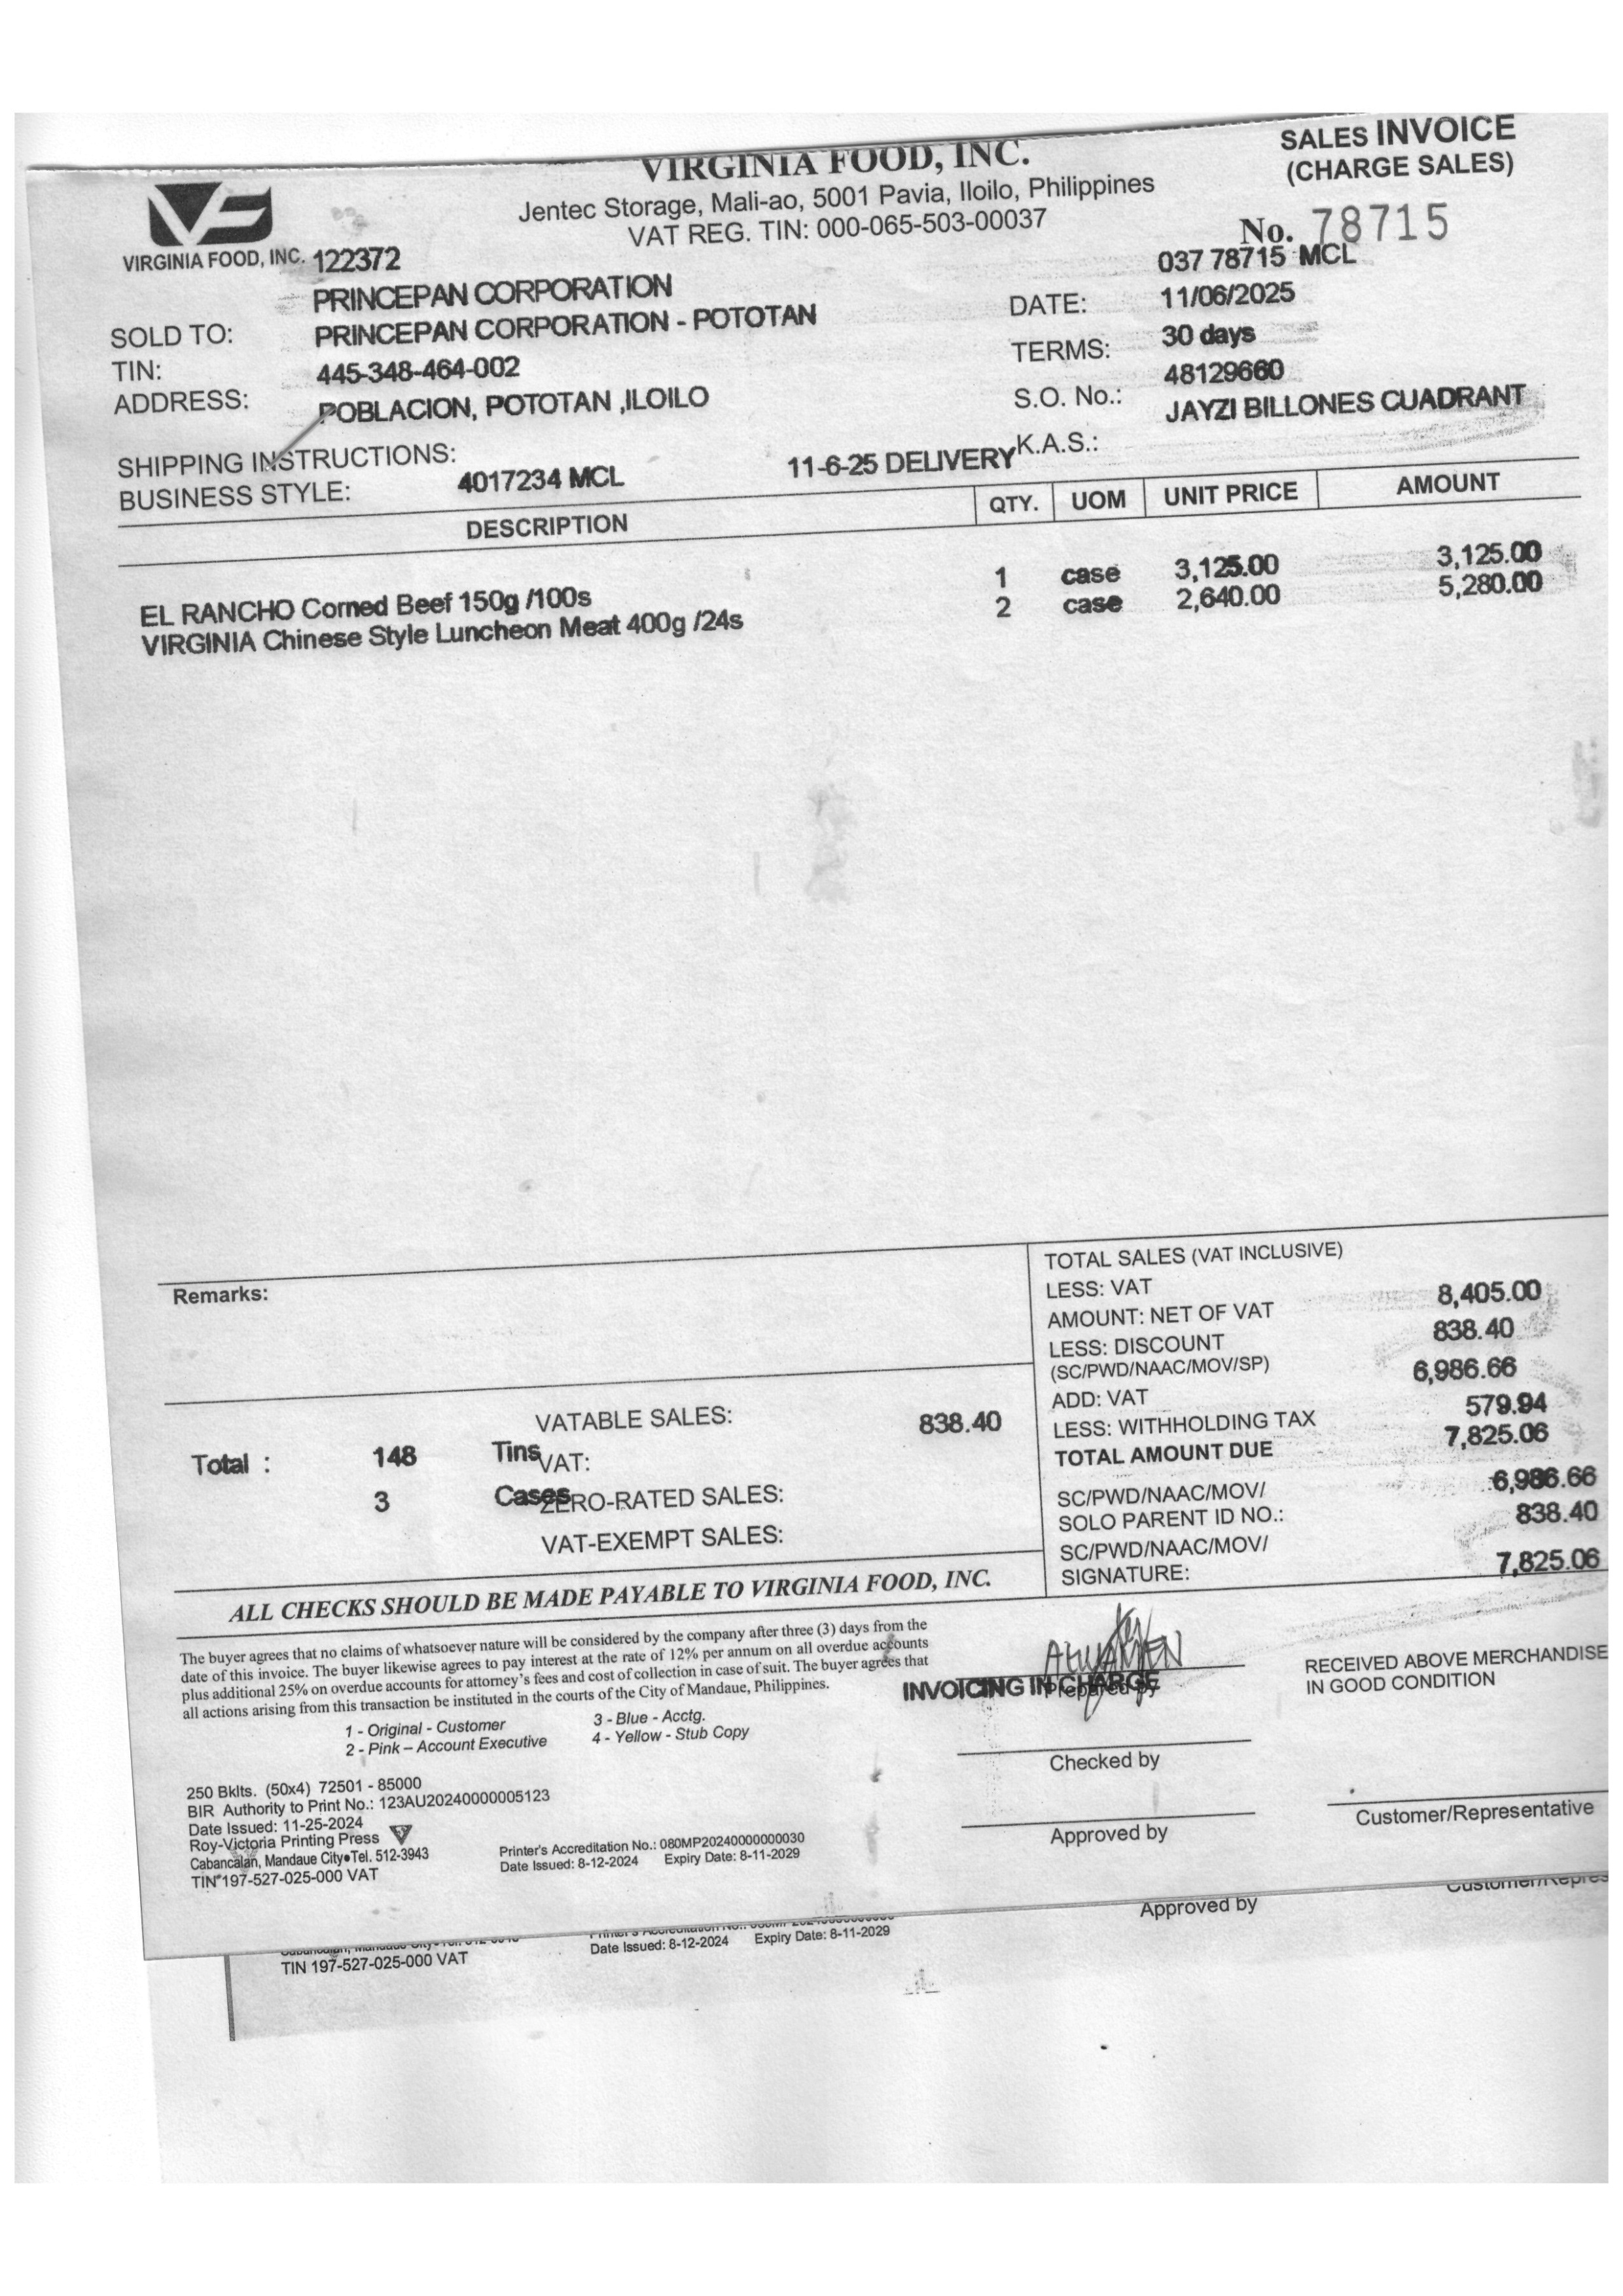 SALES INVOICE
(CHARGE SALES)
VIRGINIA FOOD, INC.
Jentec Storage, Mali-ao, 5001 Pavia, Iloilo, Philippines
VAT REG. TIN: 000-065-503-00037
No. 78715
VIRGINIA FOOD, INC. 122372
037 78715 MCL
PRINCEPAN CORPORATION
DATE: 11/06/2025
SOLD TO: PRINCEPAN CORPORATION - POTOTAN
TERMS: 30 days
TIN: 445-348-464-002
S.O. No.: 48129660
ADDRESS: POBLACION, POTOTAN ,ILOILO
JAYZI BILLONES CUADRANT
K.A.S.:
SHIPPING INSTRUCTIONS:
BUSINESS STYLE: 4017234 MCL 11-6-25 DELIVERY
DESCRIPTION QTY. UOM UNIT PRICE AMOUNT
EL RANCHO Corned Beef 150g /100s 1 case 3,125.00 3,125.00
VIRGINIA Chinese Style Luncheon Meat 400g /24s 2 case 2,640.00 5,280.00
Remarks:
TOTAL SALES (VAT INCLUSIVE)
LESS: VAT 8,405.00
AMOUNT: NET OF VAT 838.40
LESS: DISCOUNT
(SC/PWD/NAAC/MOV/SP) 6,986.66
ADD: VAT 579.94
LESS: WITHHOLDING TAX 7,825.06
TOTAL AMOUNT DUE
SC/PWD/NAAC/MOV/ 6,986.66
SOLO PARENT ID NO.: 838.40
SC/PWD/NAAC/MOV/
SIGNATURE: 7,825.06
VATABLE SALES: 838.40
Total : 148 Tins VAT:
3 Cases ZERO-RATED SALES:
VAT-EXEMPT SALES:
ALL CHECKS SHOULD BE MADE PAYABLE TO VIRGINIA FOOD, INC.
The buyer agrees that no claims of whatsoever nature will be considered by the company after three (3) days from the
date of this invoice. The buyer likewise agrees to pay interest at the rate of 12% per annum on all overdue accounts
plus additional 25% on overdue accounts for attorney's fees and cost of collection in case of suit. The buyer agrees that
all actions arising from this transaction be instituted in the courts of the City of Mandaue, Philippines.
1 - Original - Customer 3 - Blue - Acctg.
2 - Pink – Account Executive 4 - Yellow - Stub Copy
INVOICING IN CHARGE
Prepared by
RECEIVED ABOVE MERCHANDISE
IN GOOD CONDITION
Checked by
Approved by
Customer/Representative
250 Bklts. (50x4) 72501 - 85000
BIR Authority to Print No.: 123AU20240000005123
Date Issued: 11-25-2024
Roy-Victoria Printing Press
Cabancalan, Mandaue City•Tel. 512-3943
TIN 197-527-025-000 VAT
Printer's Accreditation No.: 080MP20240000000030
Date Issued: 8-12-2024 Expiry Date: 8-11-2029
Approved by
Date Issued: 8-12-2024 Expiry Date: 8-11-2029
TIN 197-527-025-000 VAT